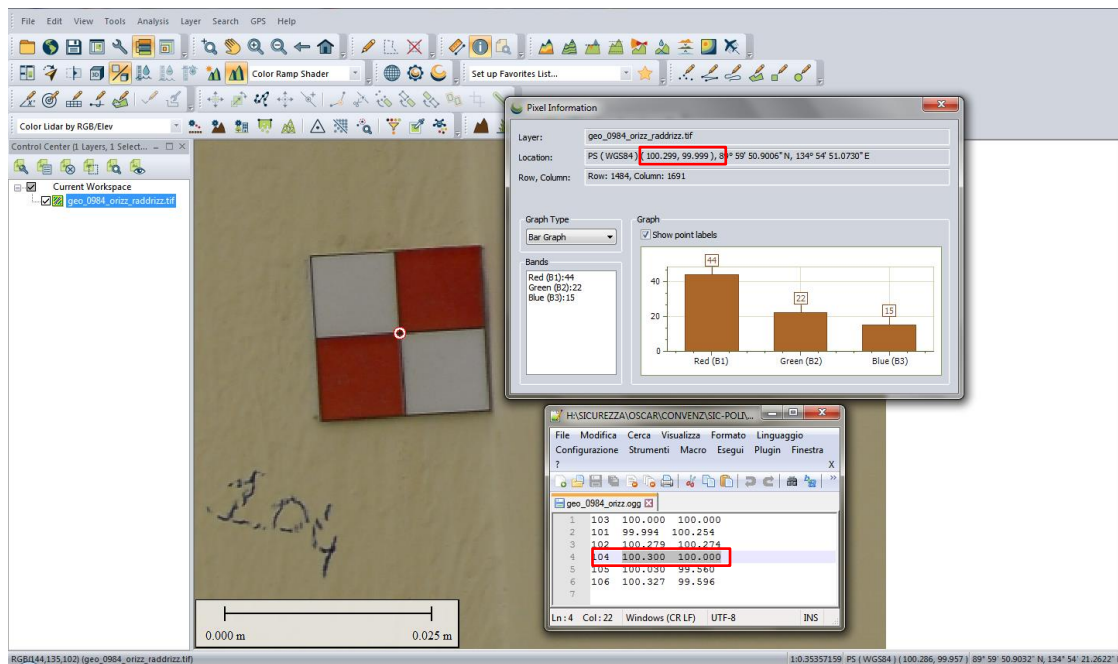 File Edit View Tools Analysis Layer Search GPS Help
Color Ramp Shader
Set up Favorites List...
Color Lidar by RGB/Elev
Control Center (1 Layers, 1 Select...
Current Workspace
geo_0984_orizz_raddrizz.tif
Pixel Information
Layer: geo_0984_orizz_raddrizz.tif
Location: PS ( WGS84 ) ( 100.299, 99.999 ), 89° 59' 50.9006" N, 134° 54' 51.0730" E
Row, Column: Row: 1484, Column: 1691
Graph Type
Bar Graph
Bands
Red (B1):44
Green (B2):22
Blue (B3):15
Graph
Show point labels
44
22
15
40
20
0
Red (B1) Green (B2) Blue (B3)
H:\SICUREZZA\OSCAR\CONVENZ\SIC-POLI\...
File Modifica Cerca Visualizza Formato Linguaggio
Configurazione Strumenti Macro Esegui Plugin Finestra
? X
geo_0984_orizz.ogg
1 103 100.000 100.000
2 101 99.994 100.254
3 102 100.279 100.274
4 104 100.300 100.000
5 105 100.030 99.560
6 106 100.327 99.596
7
Ln:4 Col:22 Windows (CR LF) UTF-8 INS
0.000 m 0.025 m
RGB(144,135,102) (geo_0984_orizz_raddrizz.tif)
1:0.35357159 PS ( WGS84 ) ( 100.286, 99.957 ) 89° 59' 50.9032" N, 134° 54' 21.2622"